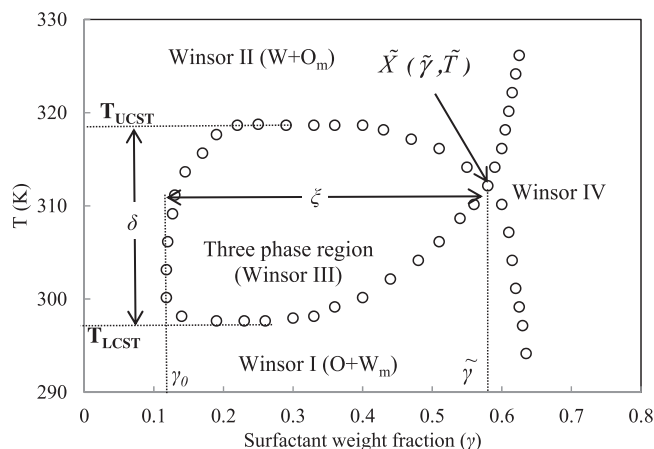 330
320
310
300
290
T (K)
Winsor II (W+Oₘ)
X̃ (γ̃ ,T̃)
T_UCST
Winsor IV
ξ
δ
Three phase region
(Winsor III)
T_LCST
Winsor I (O+Wₘ)
γ₀
γ̃
0 0.1 0.2 0.3 0.4 0.5 0.6 0.7 0.8
Surfactant weight fraction (γ)